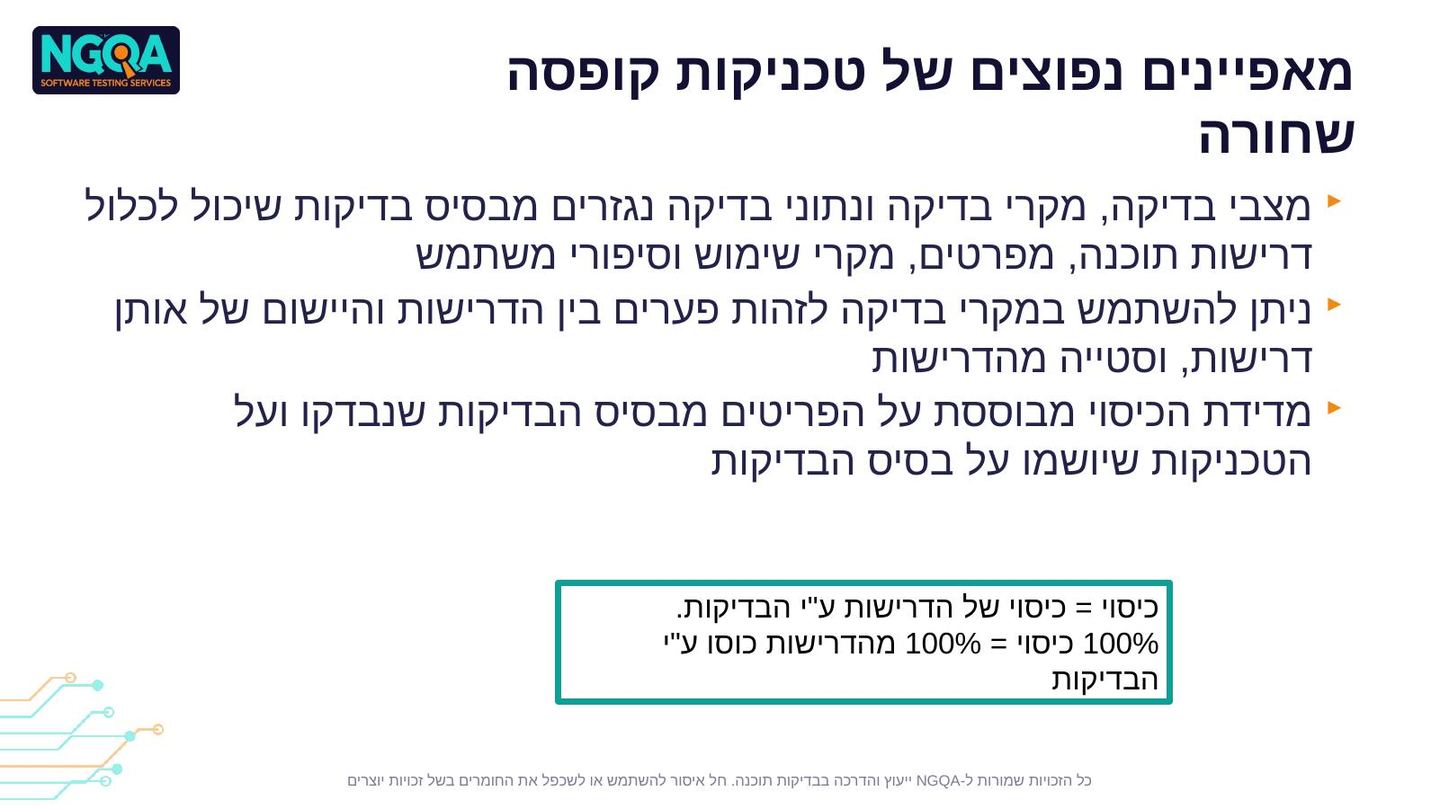 NGQA
SOFTWARE TESTING SERVICES
מאפיינים נפוצים של טכניקות קופסה
שחורה
מצבי בדיקה, מקרי בדיקה ונתוני בדיקה נגזרים מבסיס בדיקות שיכול לכלול
דרישות תוכנה, מפרטים, מקרי שימוש וסיפורי משתמש
ניתן להשתמש במקרי בדיקה לזהות פערים בין הדרישות והיישום של אותן
דרישות, וסטייה מהדרישות
מדידת הכיסוי מבוססת על הפריטים מבסיס הבדיקות שנבדקו ועל
הטכניקות שיושמו על בסיס הבדיקות
כיסוי = כיסוי של הדרישות ע"י הבדיקות.
100% כיסוי = 100% מהדרישות כוסו ע"י
הבדיקות
כל הזכויות שמורות ל-NGQA ייעוץ והדרכה בבדיקות תוכנה. חל איסור להשתמש או לשכפל את החומרים בשל זכויות יוצרים